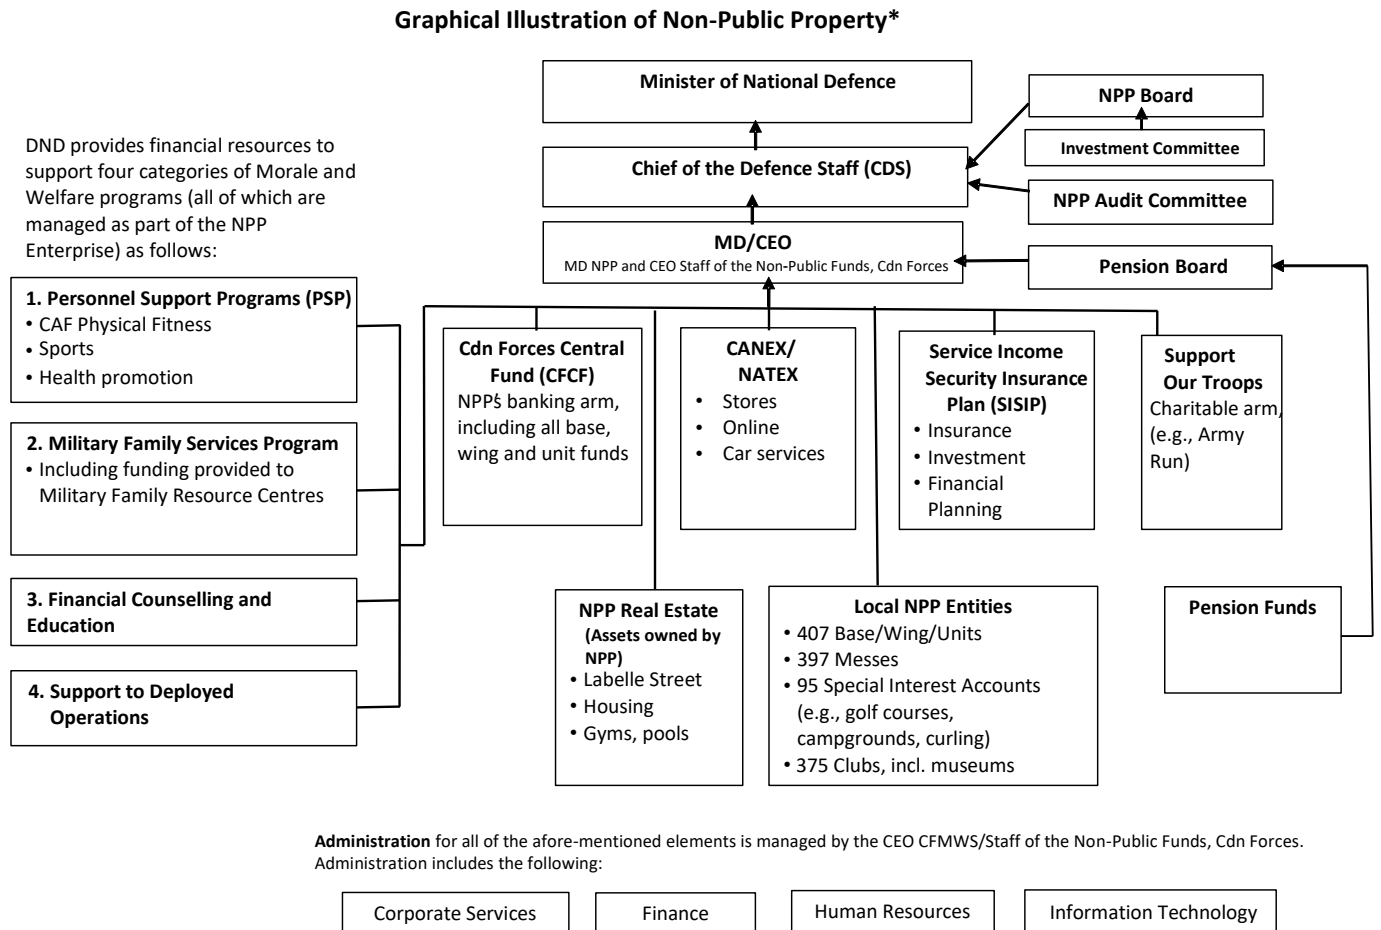 Graphical Illustration of Non-Public Property*
Minister of National Defence
NPP Board
Investment Committee
Chief of the Defence Staff (CDS)
NPP Audit Committee
MD/CEO
MD NPP and CEO Staff of the Non-Public Funds, Cdn Forces
Pension Board
DND provides financial resources to
support four categories of Morale and
Welfare programs (all of which are
managed as part of the NPP
Enterprise) as follows:
1. Personnel Support Programs (PSP)
• CAF Physical Fitness
• Sports
• Health promotion
2. Military Family Services Program
• Including funding provided to
Military Family Resource Centres
3. Financial Counselling and
Education
4. Support to Deployed
Operations
Cdn Forces Central
Fund (CFCF)
NPP's banking arm,
including all base,
wing and unit funds
CANEX/
NATEX
• Stores
• Online
• Car services
Service Income
Security Insurance
Plan (SISIP)
• Insurance
• Investment
• Financial
Planning
Support
Our Troops
Charitable arm,
(e.g., Army
Run)
NPP Real Estate
(Assets owned by
NPP)
• Labelle Street
• Housing
• Gyms, pools
Local NPP Entities
• 407 Base/Wing/Units
• 397 Messes
• 95 Special Interest Accounts
(e.g., golf courses,
campgrounds, curling)
• 375 Clubs, incl. museums
Pension Funds
Administration for all of the afore-mentioned elements is managed by the CEO CFMWS/Staff of the Non-Public Funds, Cdn Forces.
Administration includes the following:
Corporate Services
Finance
Human Resources
Information Technology